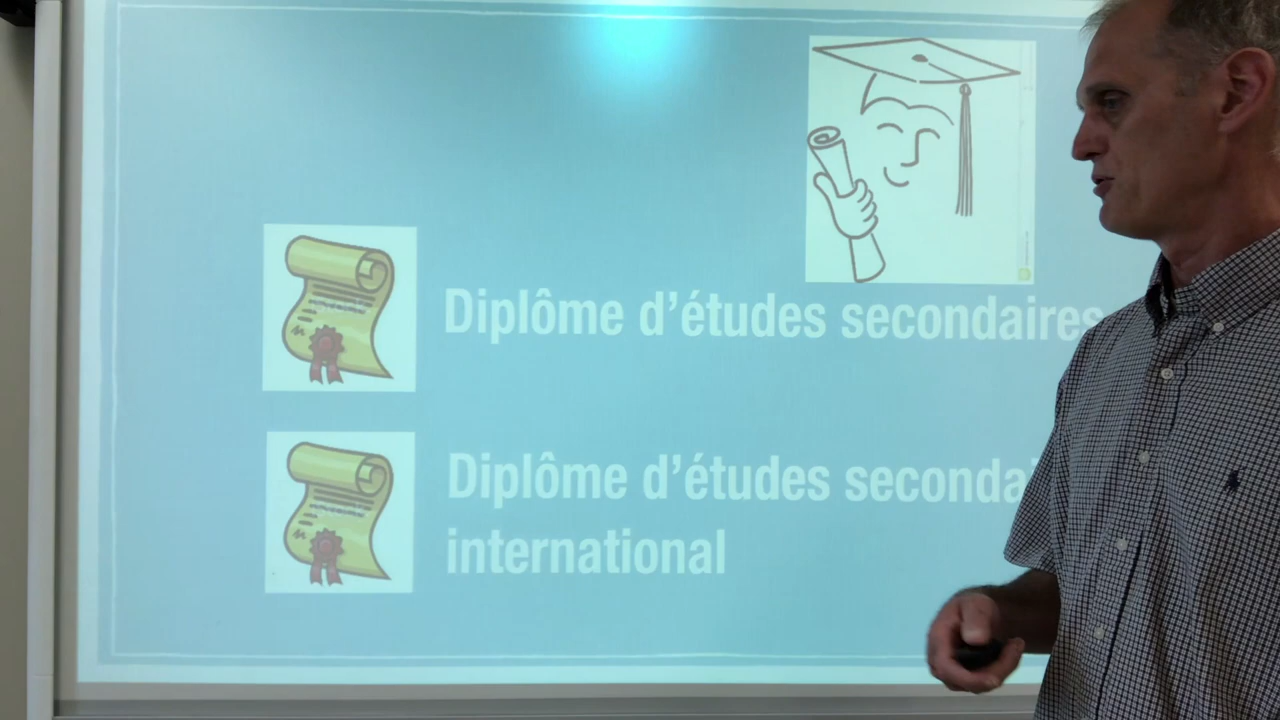 Diplôme d'études secondaires
Diplôme d'études
international